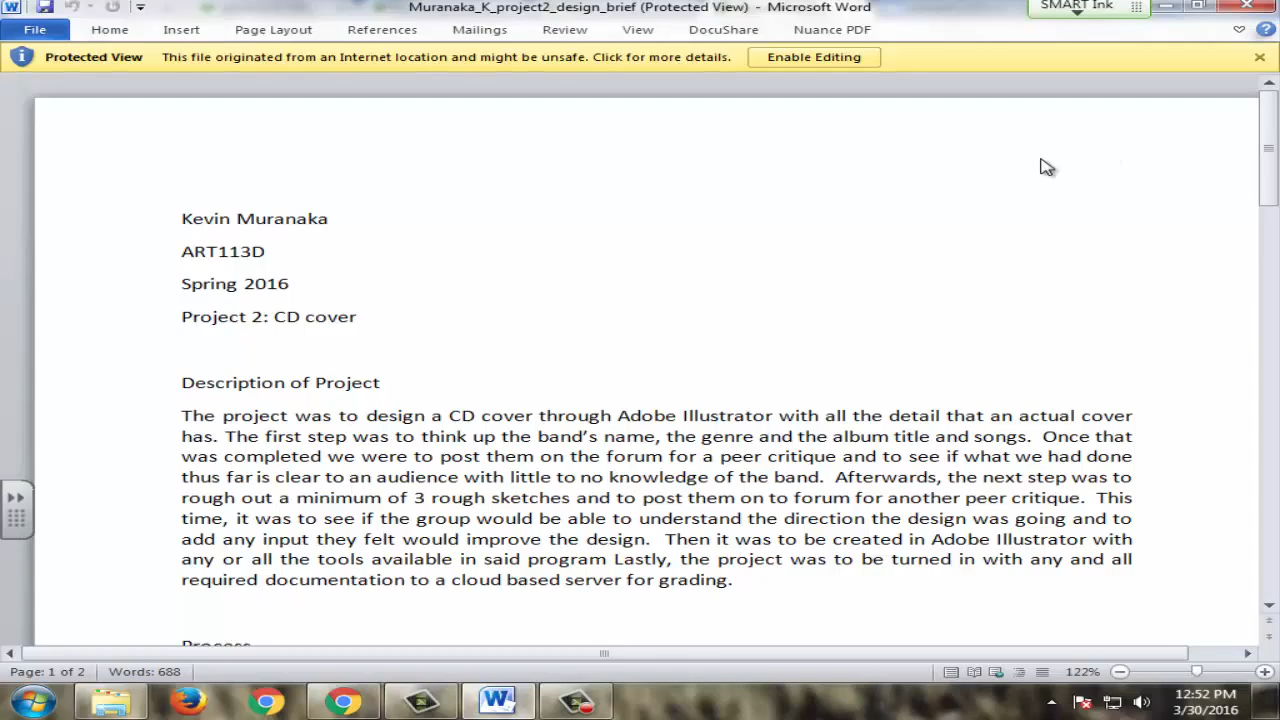 Muranaka_K_project2_design_brief (Protected View) - Microsoft Word
SMART Ink
File Home Insert Page Layout References Mailings Review View DocuShare Nuance PDF
Protected View This file originated from an Internet location and might be unsafe. Click for more details. Enable Editing
Kevin Muranaka
ART113D
Spring 2016
Project 2: CD cover
Description of Project
The project was to design a CD cover through Adobe Illustrator with all the detail that an actual cover
has. The first step was to think up the band’s name, the genre and the album title and songs. Once that
was completed we were to post them on the forum for a peer critique and to see if what we had done
thus far is clear to an audience with little to no knowledge of the band. Afterwards, the next step was to
rough out a minimum of 3 rough sketches and to post them on to forum for another peer critique. This
time, it was to see if the group would be able to understand the direction the design was going and to
add any input they felt would improve the design. Then it was to be created in Adobe Illustrator with
any or all the tools available in said program Lastly, the project was to be turned in with any and all
required documentation to a cloud based server for grading.
Process
Page: 1 of 2 Words: 688 122%
12:52 PM
3/30/2016